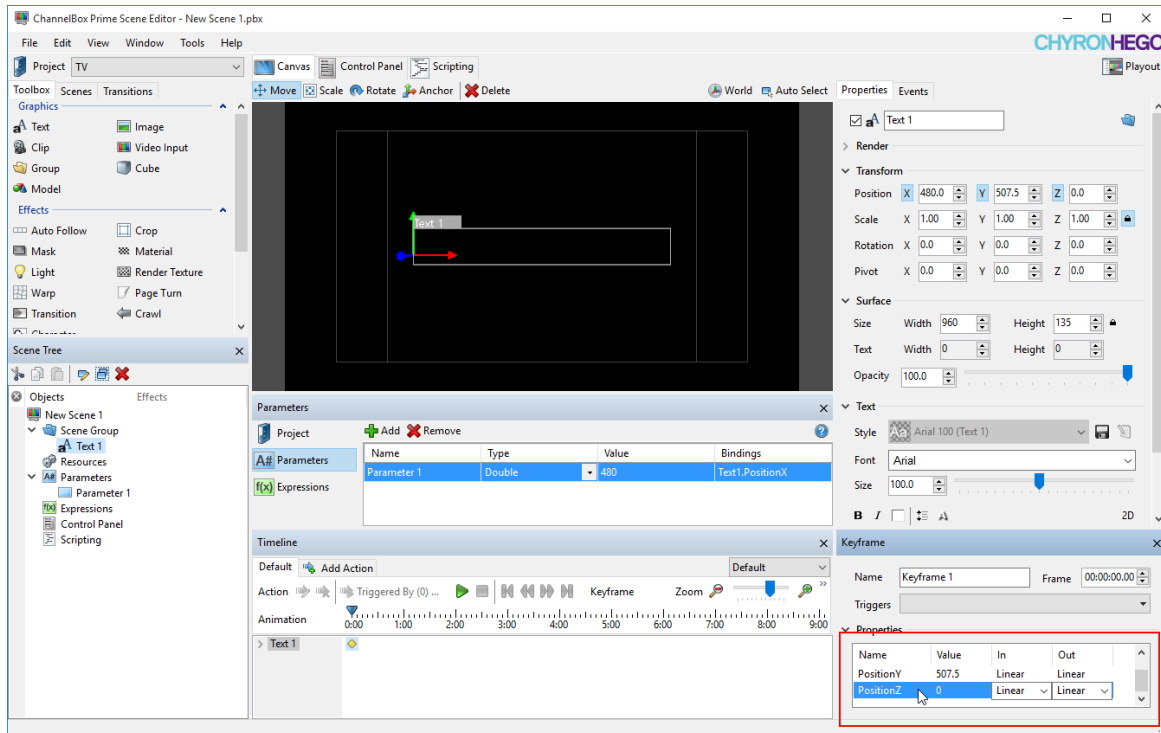 ChannelBox Prime Scene Editor - New Scene 1.pbx
File Edit View Window Tools Help
CHYRONHEGO
Project TV
Canvas Control Panel Scripting
Playout
Toolbox Scenes Transitions
Move Scale Rotate Anchor Delete World Auto Select
Properties Events
Graphics
Text Image
Clip Video Input
Group Cube
Model
Effects
Auto Follow Crop
Mask Material
Light Render Texture
Warp Page Turn
Transition Crawl
Character
Text 1
Text 1
Render
Transform
Position X 480.0 Y 507.5 Z 0.0
Scale X 1.00 Y 1.00 Z 1.00
Rotation X 0.0 Y 0.0 Z 0.0
Pivot X 0.0 Y 0.0 Z 0.0
Surface
Size Width 960 Height 135
Text Width 0 Height 0
Opacity 100.0
Text
Style Aa Arial 100 (Text 1)
Font Arial
Size 100.0
B I 2D
Scene Tree
Objects Effects
New Scene 1
Scene Group
Text 1
Resources
Parameters
Parameter 1
Expressions
Control Panel
Scripting
Parameters
Project Add Remove
A# Parameters
f(x) Expressions
Name Type Value Bindings
Parameter 1 Double 480 Text1.PositionX
Timeline
Default Add Action Default
Action Triggered By (0) ... Keyframe Zoom
Animation 0:00 1:00 2:00 3:00 4:00 5:00 6:00 7:00 8:00 9:00
Text 1
Keyframe
Name Keyframe 1 Frame 00:00:00.00
Triggers
Properties
Name Value In Out
PositionY 507.5 Linear Linear
PositionZ 0 Linear Linear